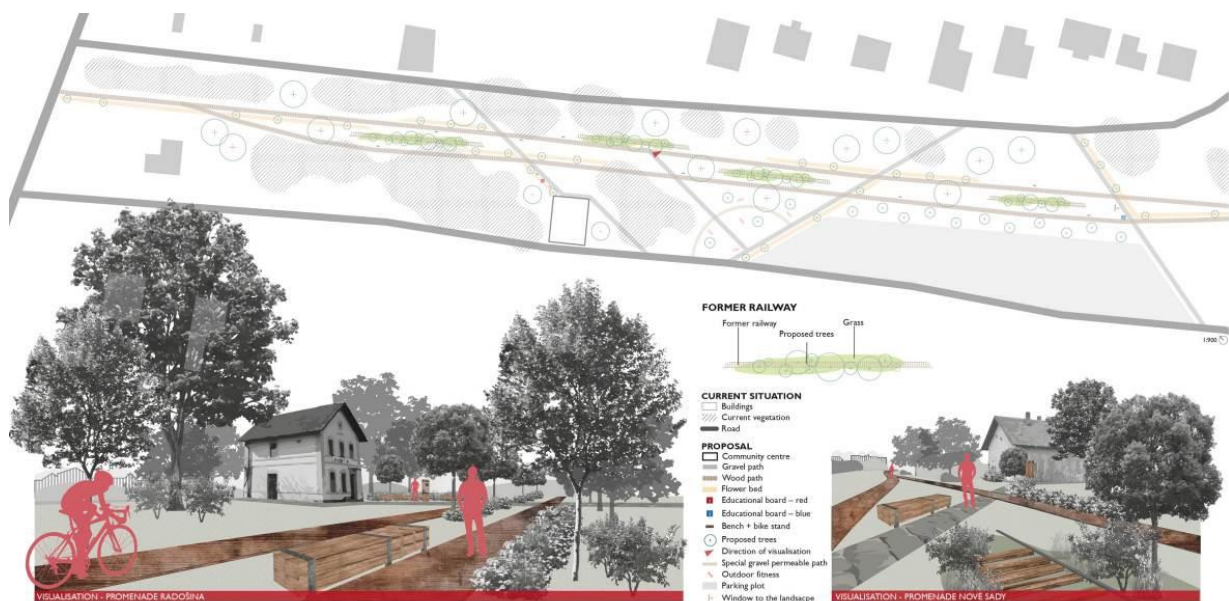 1:900
FORMER RAILWAY
Former railway
Proposed trees
Grass
CURRENT SITUATION
Buildings
Current vegetation
Road
PROPOSAL
Community centre
Gravel path
Wood path
Flower bed
Educational board – red
Educational board – blue
Bench + bike stand
Proposed trees
Direction of visualisation
Special gravel permeable path
Outdoor fitness
Parking plot
Window to the landsacpe
VISUALISATION - PROMENADE RADOŠINA
VISUALISATION - PROMENADE NOVÉ SADY